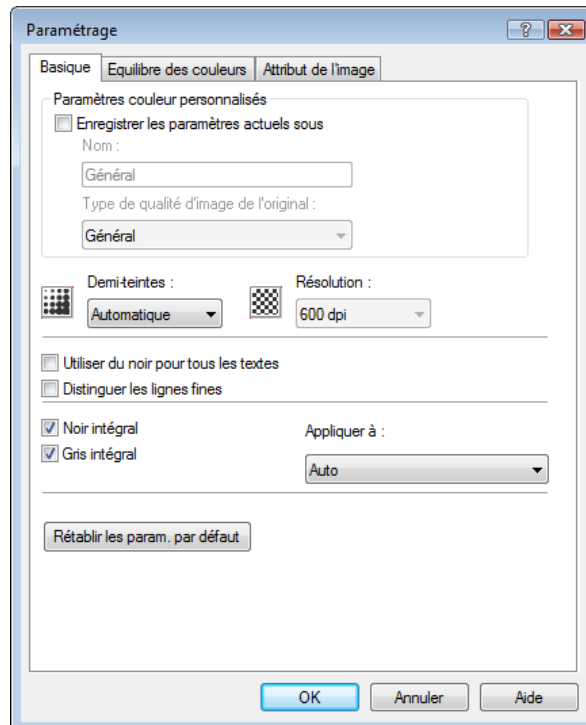 Paramétrage
Basique Equilibre des couleurs Attribut de l'image
Paramètres couleur personnalisés
Enregistrer les paramètres actuels sous
Nom :
Général
Type de qualité d'image de l'original :
Général
Demi-teintes : Résolution :
Automatique 600 dpi
Utiliser du noir pour tous les textes
Distinguer les lignes fines
Noir intégral Appliquer à :
Gris intégral
Auto
Rétablir les param. par défaut
OK Annuler Aide